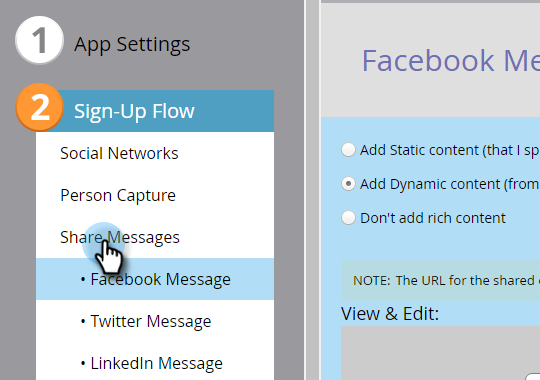 1 App Settings
2 Sign-Up Flow
Social Networks
Person Capture
Share Messages
• Facebook Message
• Twitter Message
• LinkedIn Message
Facebook Me
Add Static content (that I sp
Add Dynamic content (from
Don't add rich content
NOTE: The URL for the shared
View & Edit: